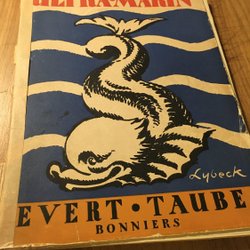 ULTRAMARIN
Lybeck
EVERT · TAUBE
BONNIERS